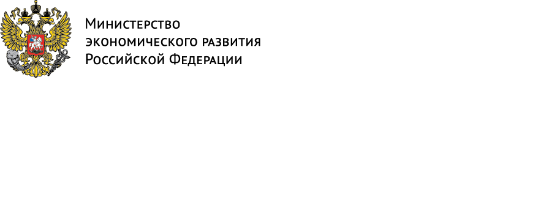 Министерство
экономического развития
Российской Федерации